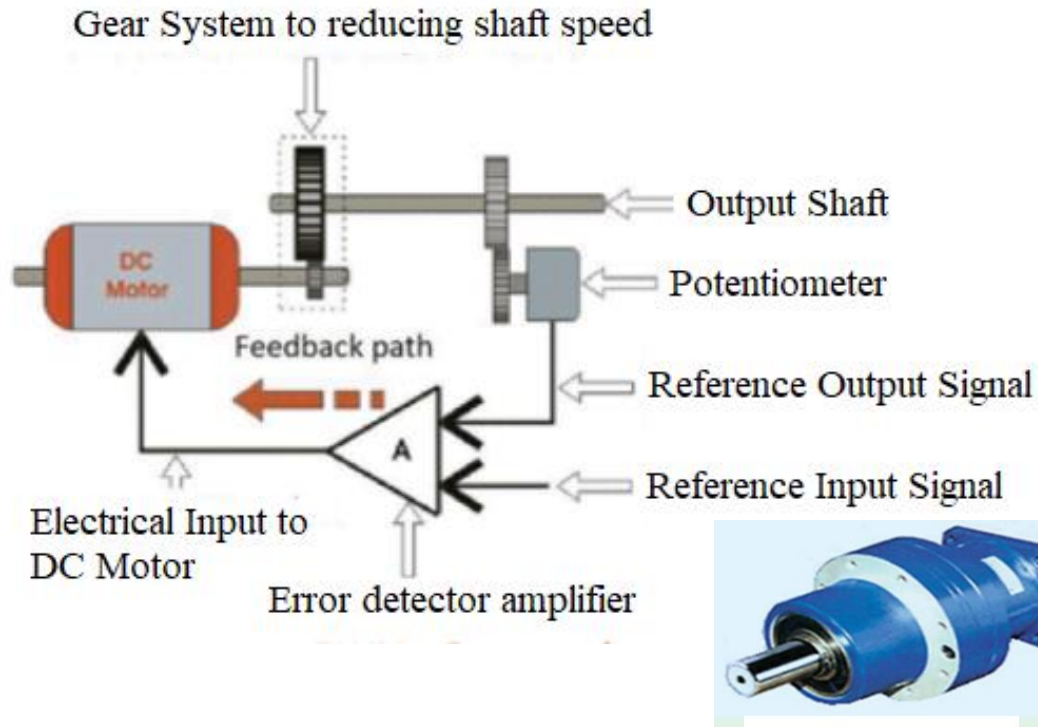 Gear System to reducing shaft speed
Output Shaft
DC
Motor
Potentiometer
Feedback path
Reference Output Signal
A
Reference Input Signal
Electrical Input to
DC Motor
Error detector amplifier